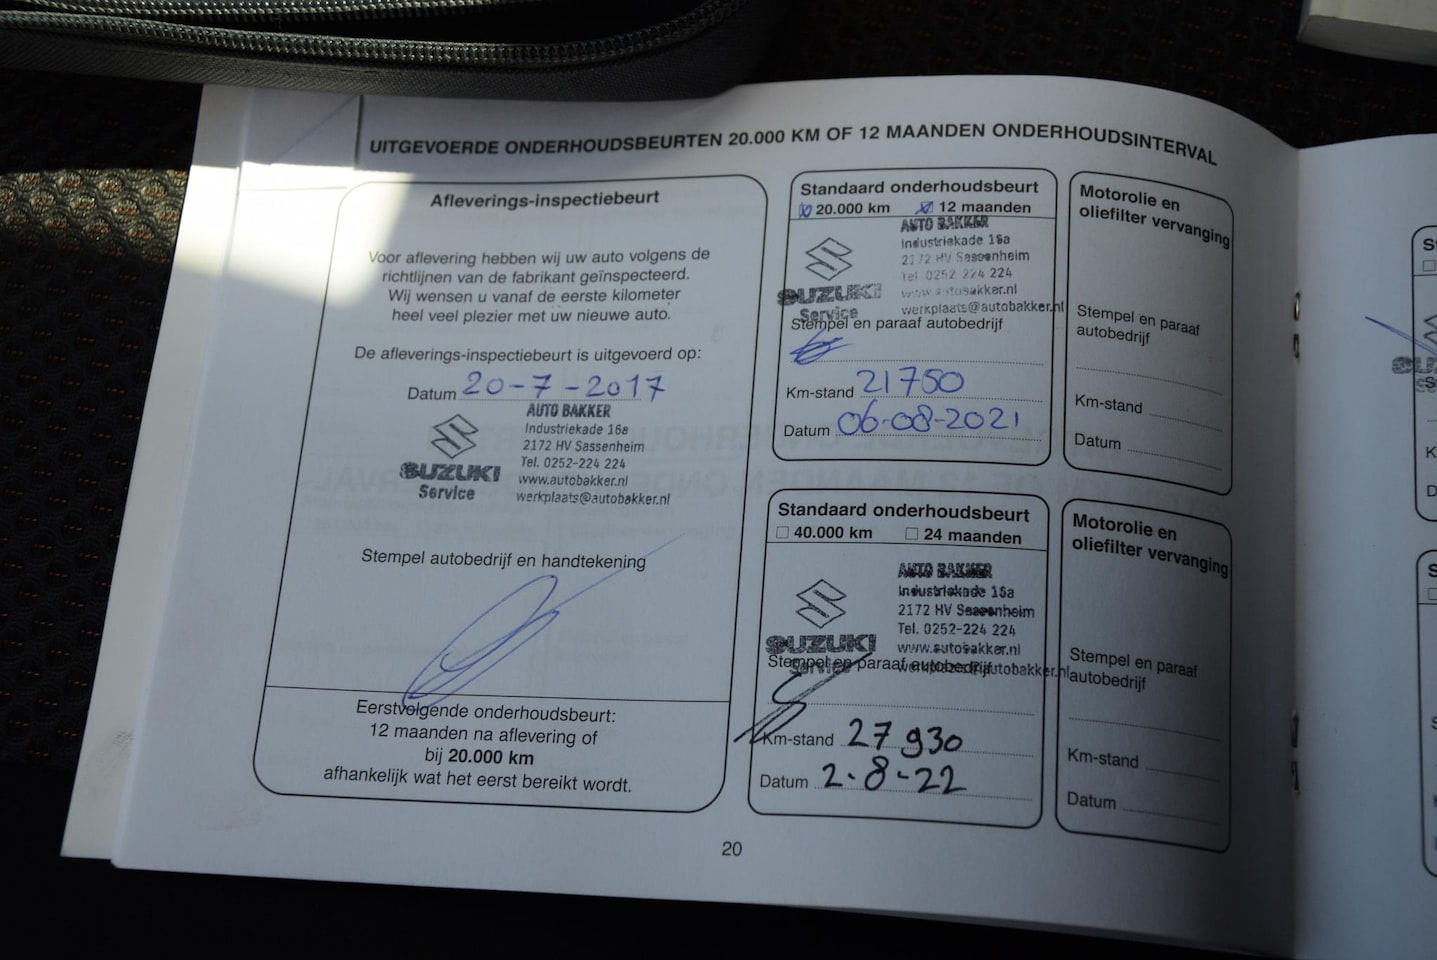 UITGEVOERDE ONDERHOUDSBEURTEN 20.000 KM OF 12 MAANDEN ONDERHOUDSINTERVAL
Afleverings-inspectiebeurt
Voor aflevering hebben wij uw auto volgens de
richtlijnen van de fabrikant geïnspecteerd.
Wij wensen u vanaf de eerste kilometer
heel veel plezier met uw nieuwe auto.
De afleverings-inspectiebeurt is uitgevoerd op:
Datum 20-7-2017
AUTO BAKKER
Industriekade 16a
2172 HV Sassenheim
Tel. 0252-224 224
www.autobakker.nl
werkplaats@autobakker.nl
SUZUKI
Service
Stempel autobedrijf en handtekening
Eerstvolgende onderhoudsbeurt:
12 maanden na aflevering of
bij 20.000 km
afhankelijk wat het eerst bereikt wordt.
Standaard onderhoudsbeurt
20.000 km 12 maanden
AUTO BAKKER
Industriekade 16a
2172 HV Sassenheim
Tel. 0252 224 224
www.autobakker.nl
werkplaats@autobakker.nl
SUZUKI
Service
Stempel en paraaf autobedrijf
Km-stand 21750
Datum 06-08-2021
Motorolie en
oliefilter vervanging
Stempel en paraaf
autobedrijf
Km-stand
Datum
Standaard onderhoudsbeurt
40.000 km 24 maanden
AUTO BAKKER
Industriekade 16a
2172 HV Sassenheim
Tel. 0252-224 224
www.autobakker.nl
werkplaats@autobakker.nl
SUZUKI
Service
Stempel en paraaf autobedrijf
Km-stand 27930
Datum 2-8-22
Motorolie en
oliefilter vervanging
Stempel en paraaf
autobedrijf
Km-stand
Datum
20